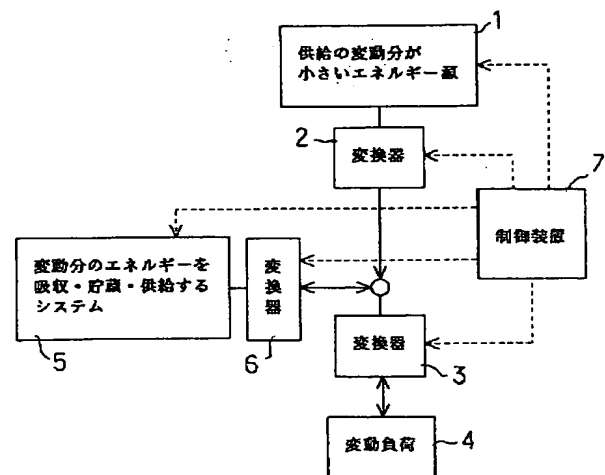 1
供給の変動分が
小さいエネルギー源
2
変換器
7
制御装置
変動分のエネルギーを
吸収・貯蔵・供給する
システム
5
変換器
6
変換器
3
変動負荷
4